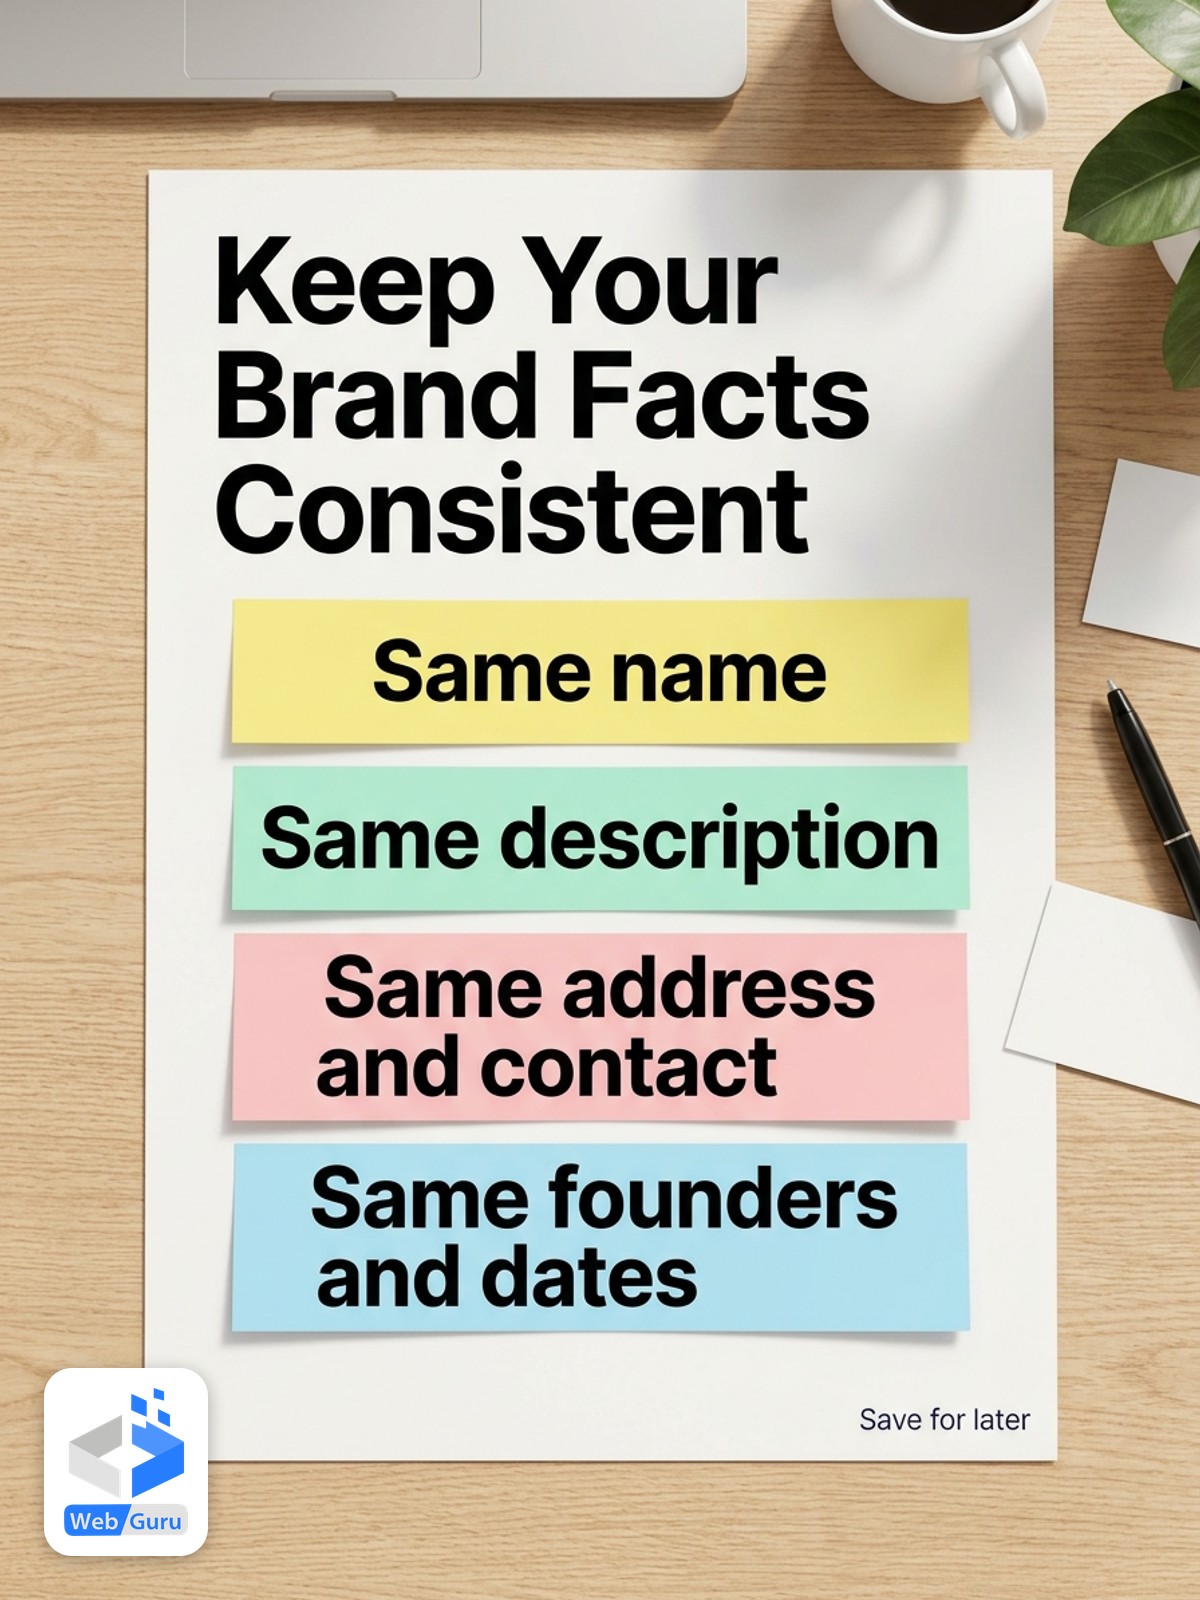 Keep Your
Brand Facts
Consistent
Same name
Same description
Same address
and contact
Same founders
and dates
Save for later
Web Guru